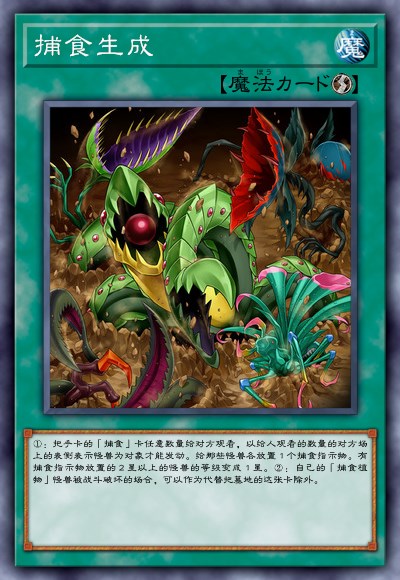 捕食生成
魔
【魔法カード】
まほう
①：把手卡的「捕食」卡任意数量给对方观看，以给人观看的数量的对方场
上的表侧表示怪兽为对象才能发动。给那些怪兽各放置1个捕食指示物。有
捕食指示物放置的2星以上的怪兽的等级变成1星。②：自己的「捕食植
物」怪兽被战斗破坏的场合，可以作为代替把墓地的这张卡除外。